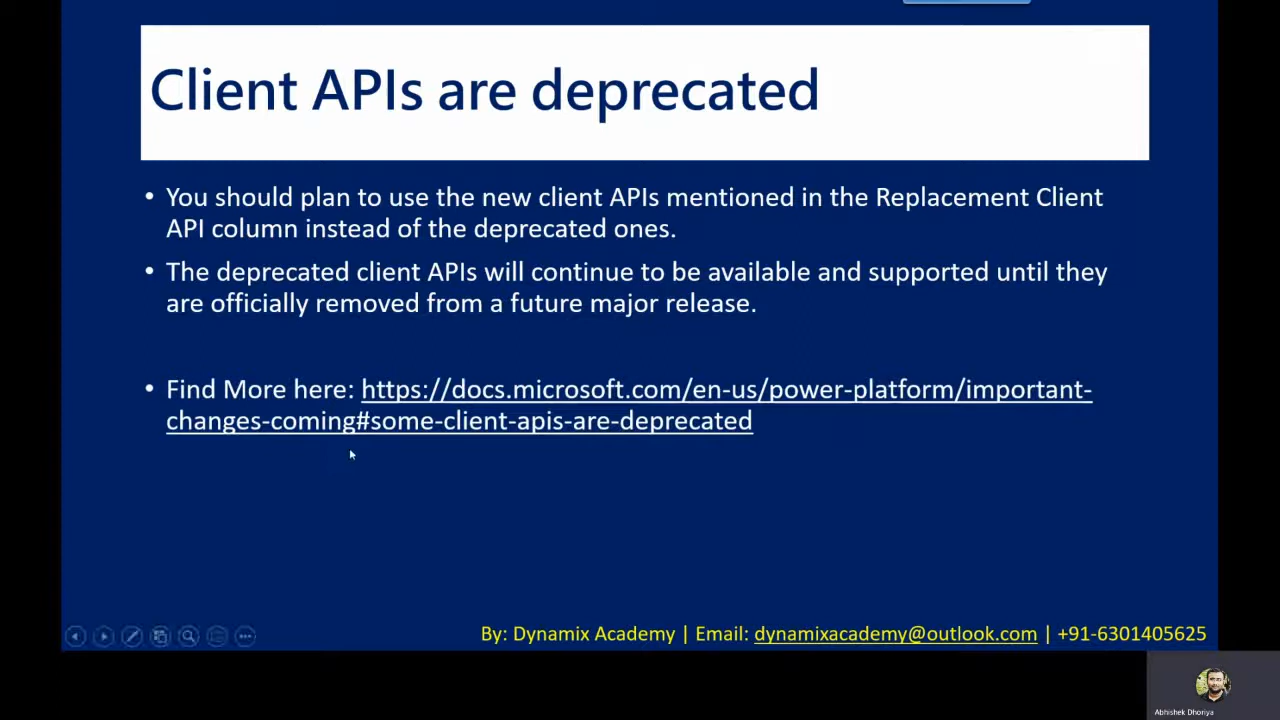 Client APIs are deprecated
• You should plan to use the new client APIs mentioned in the Replacement Client
API column instead of the deprecated ones.
• The deprecated client APIs will continue to be available and supported until they
are officially removed from a future major release.
• Find More here: https://docs.microsoft.com/en-us/power-platform/important-
changes-coming#some-client-apis-are-deprecated
By: Dynamix Academy | Email: dynamixacademy@outlook.com | +91-6301405625
Abhishek Dhoriya